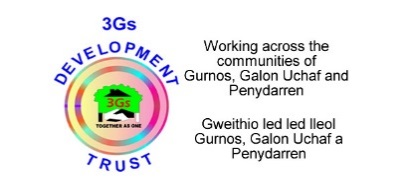 3Gs
DEVELOPMENT
3Gs
TOGETHER AS ONE
TRUST
Working across the
communities of
Gurnos, Galon Uchaf and
Penydarren
Gweithio led led lleol
Gurnos, Galon Uchaf a
Penydarren